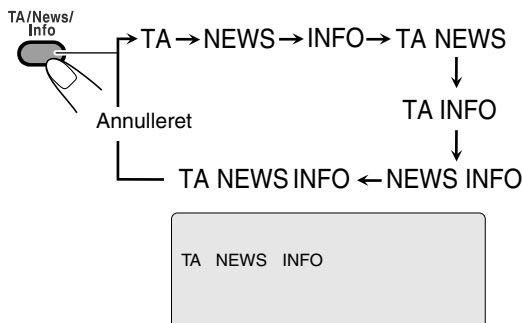 TA/News/
Info
TA → NEWS → INFO → TA NEWS
TA INFO
Annulleret
TA NEWS INFO ← NEWS INFO
TA NEWS INFO